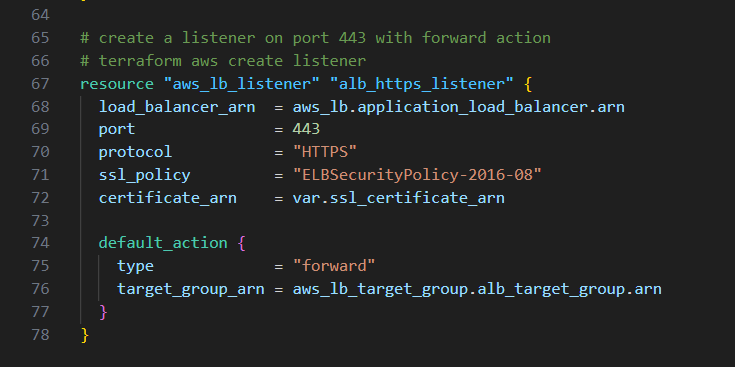 64
65 # create a listener on port 443 with forward action
66 # terraform aws create listener
67 resource "aws_lb_listener" "alb_https_listener" {
68   load_balancer_arn  = aws_lb.application_load_balancer.arn
69   port               = 443
70   protocol           = "HTTPS"
71   ssl_policy         = "ELBSecurityPolicy-2016-08"
72   certificate_arn    = var.ssl_certificate_arn
73
74   default_action {
75     type             = "forward"
76     target_group_arn = aws_lb_target_group.alb_target_group.arn
77   }
78 }